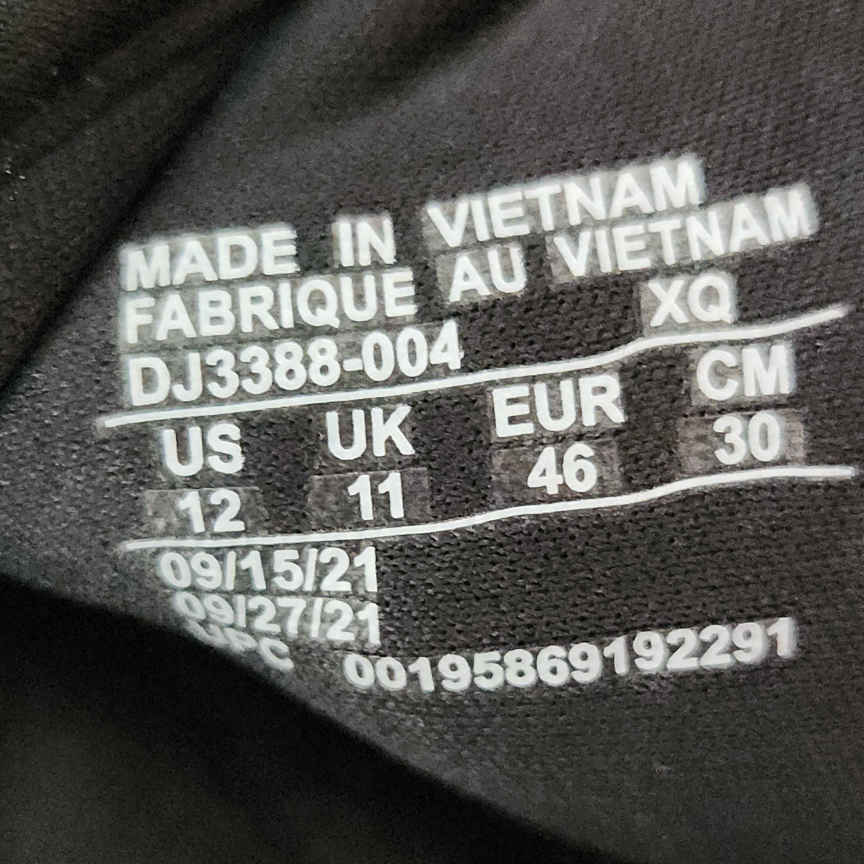 MADE IN VIETNAM
FABRIQUE AU VIETNAM
DJ3388-004 XQ
US UK EUR CM
12 11 46 30
09/15/21
09/27/21
UPC 00195869192291